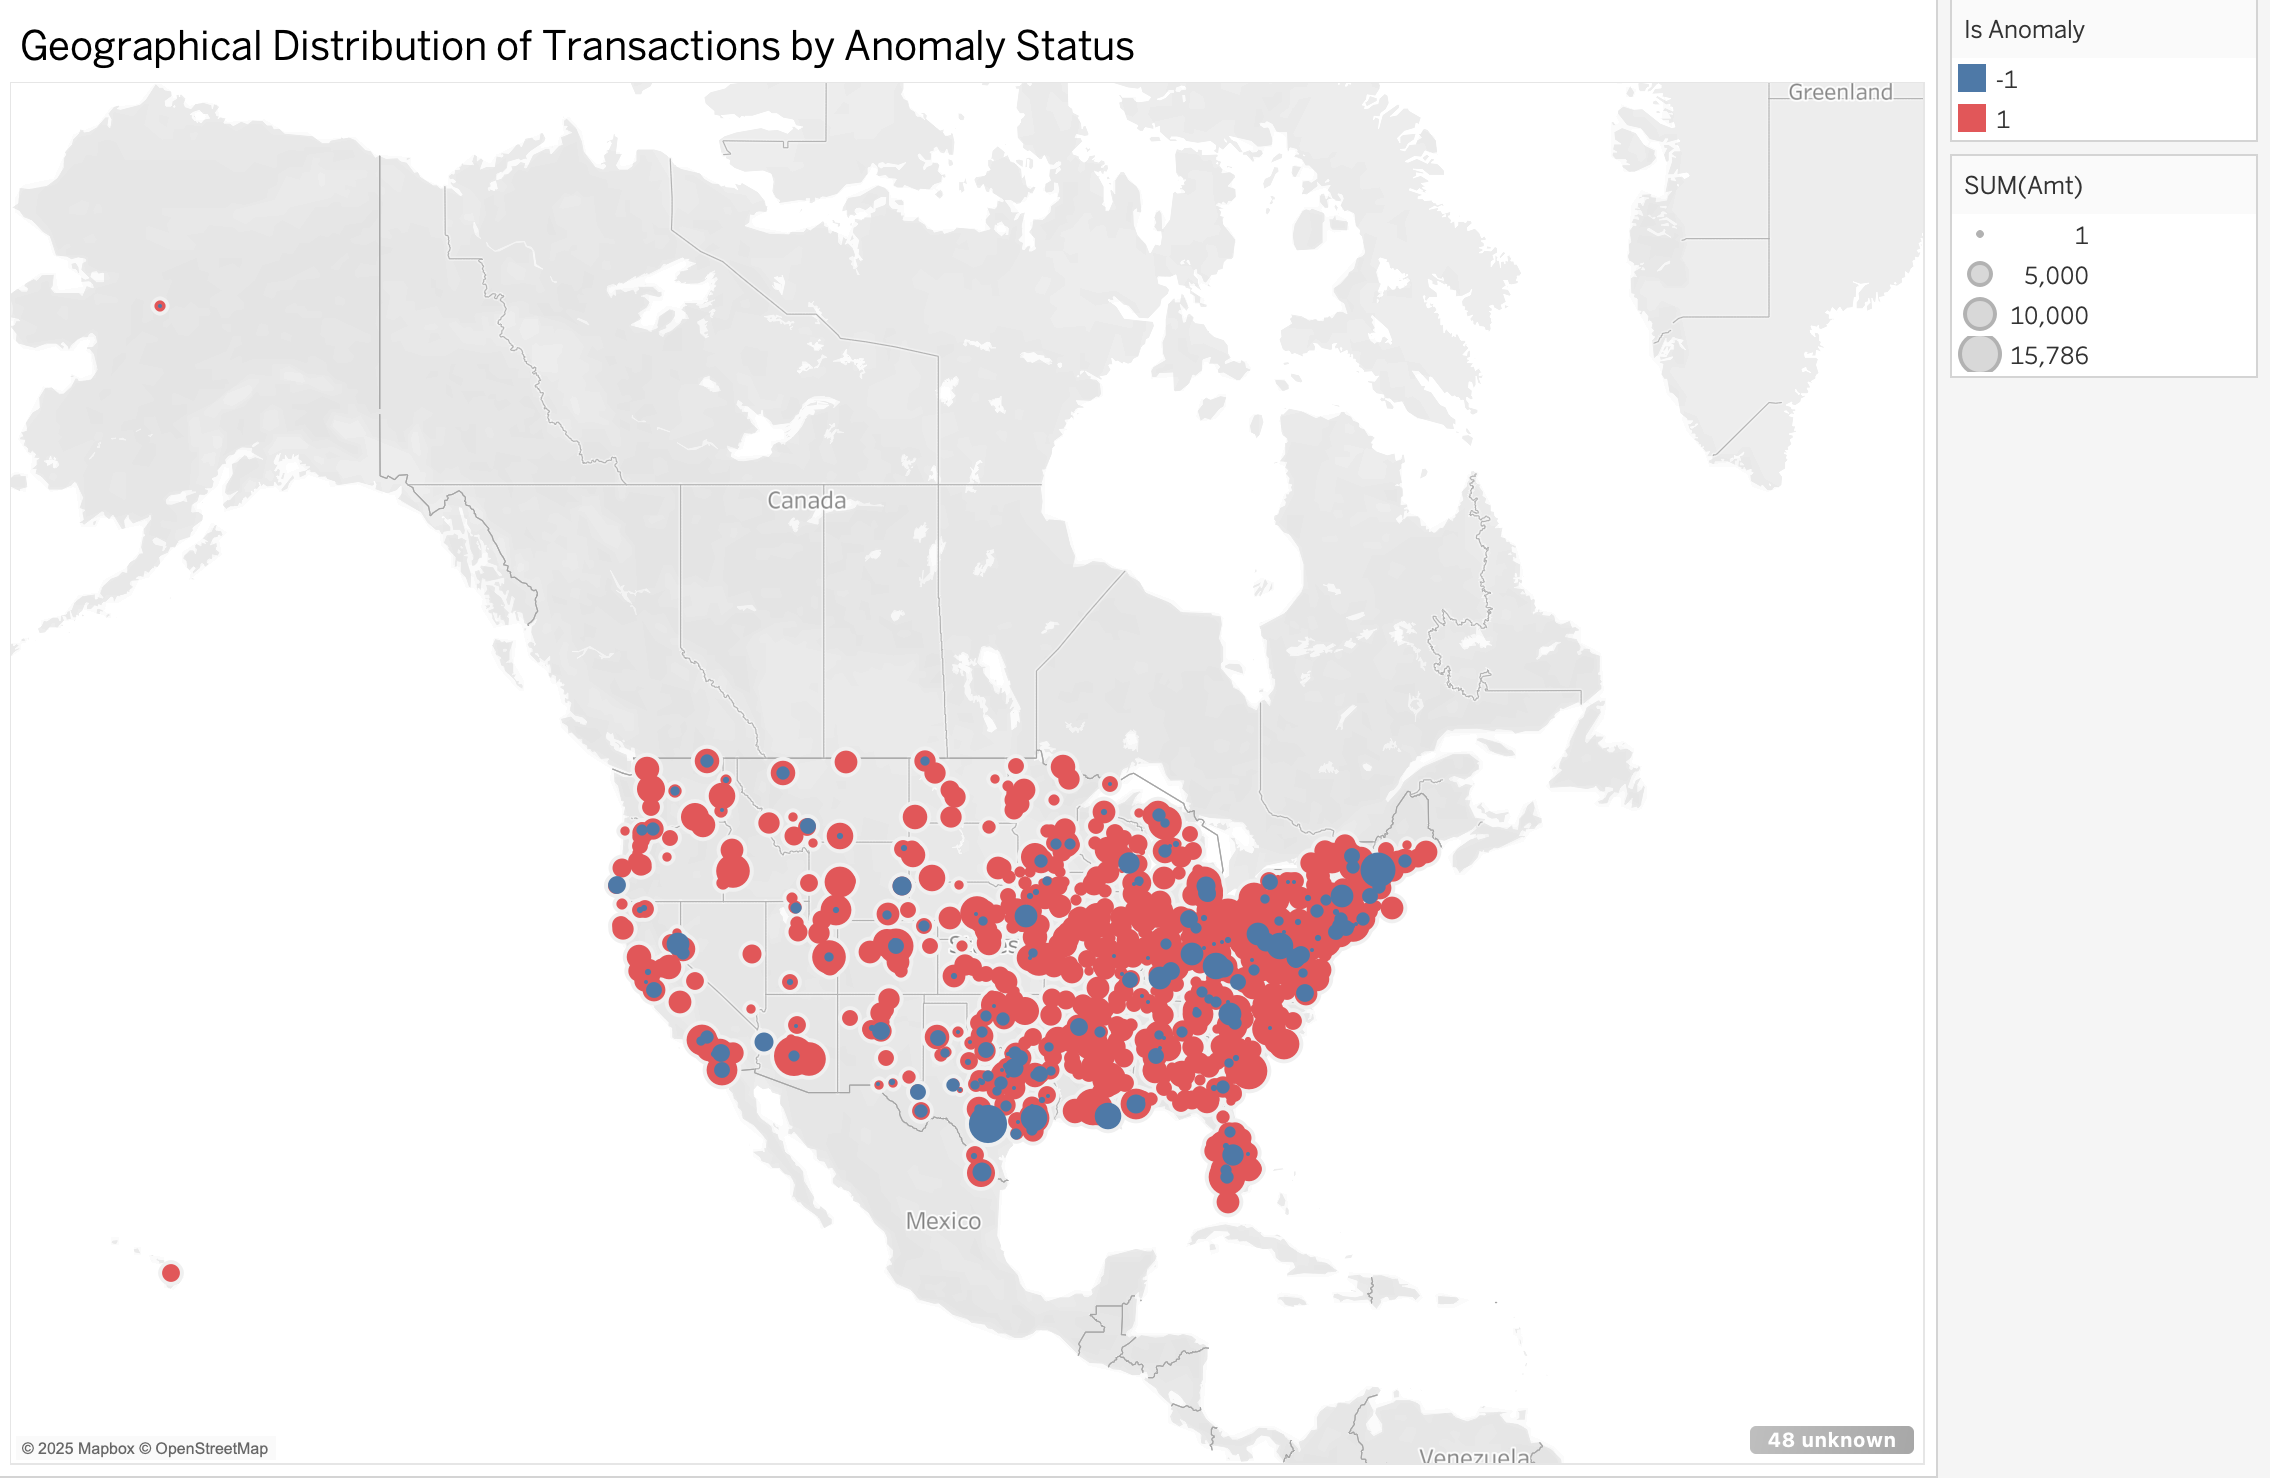 Geographical Distribution of Transactions by Anomaly Status
Is Anomaly
-1
1
SUM(Amt)
1
5,000
10,000
15,786
Greenland
Canada
States
Mexico
Venezuela
© 2025 Mapbox © OpenStreetMap
48 unknown